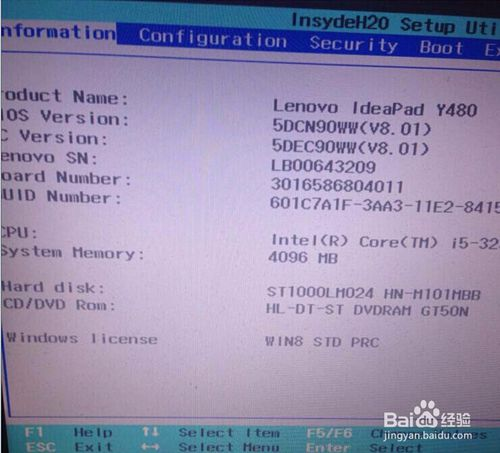 InsydeH20 Setup Uti
nformation Configuration Security Boot Ex
roduct Name: Lenovo IdeaPad Y480
IOS Version: 5DCN90WW(V8.01)
C Version: 5DEC90WW(V8.01)
enovo SN: LB00643209
oard Number: 3016586804011
UUID Number: 601C7A1F-3AA3-11E2-8415
CPU: Intel(R) Core(TM) i5-32
System Memory: 4096 MB
Hard disk: ST1000LM024 HN-M101MBB
CD/DVD Rom: HL-DT-ST DVDRAM GT50N
Windows license WIN8 STD PRC
F1 Help ↑↓ Select Item F5/F6
ESC Exit ↔ Select Menu Enter Select
Baidu经验
jingyan.baidu.com